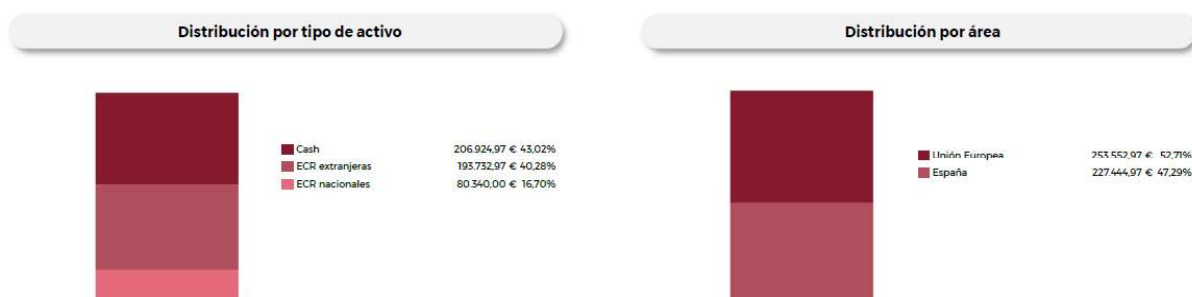 Distribución por tipo de activo
Cash 206.924,97 € 43,02%
ECR extranjeras 193.732,97 € 40,28%
ECR nacionales 80.340,00 € 16,70%
Distribución por área
Unión Europea 253.552,97 € 52,71%
España 227.444,97 € 47,29%